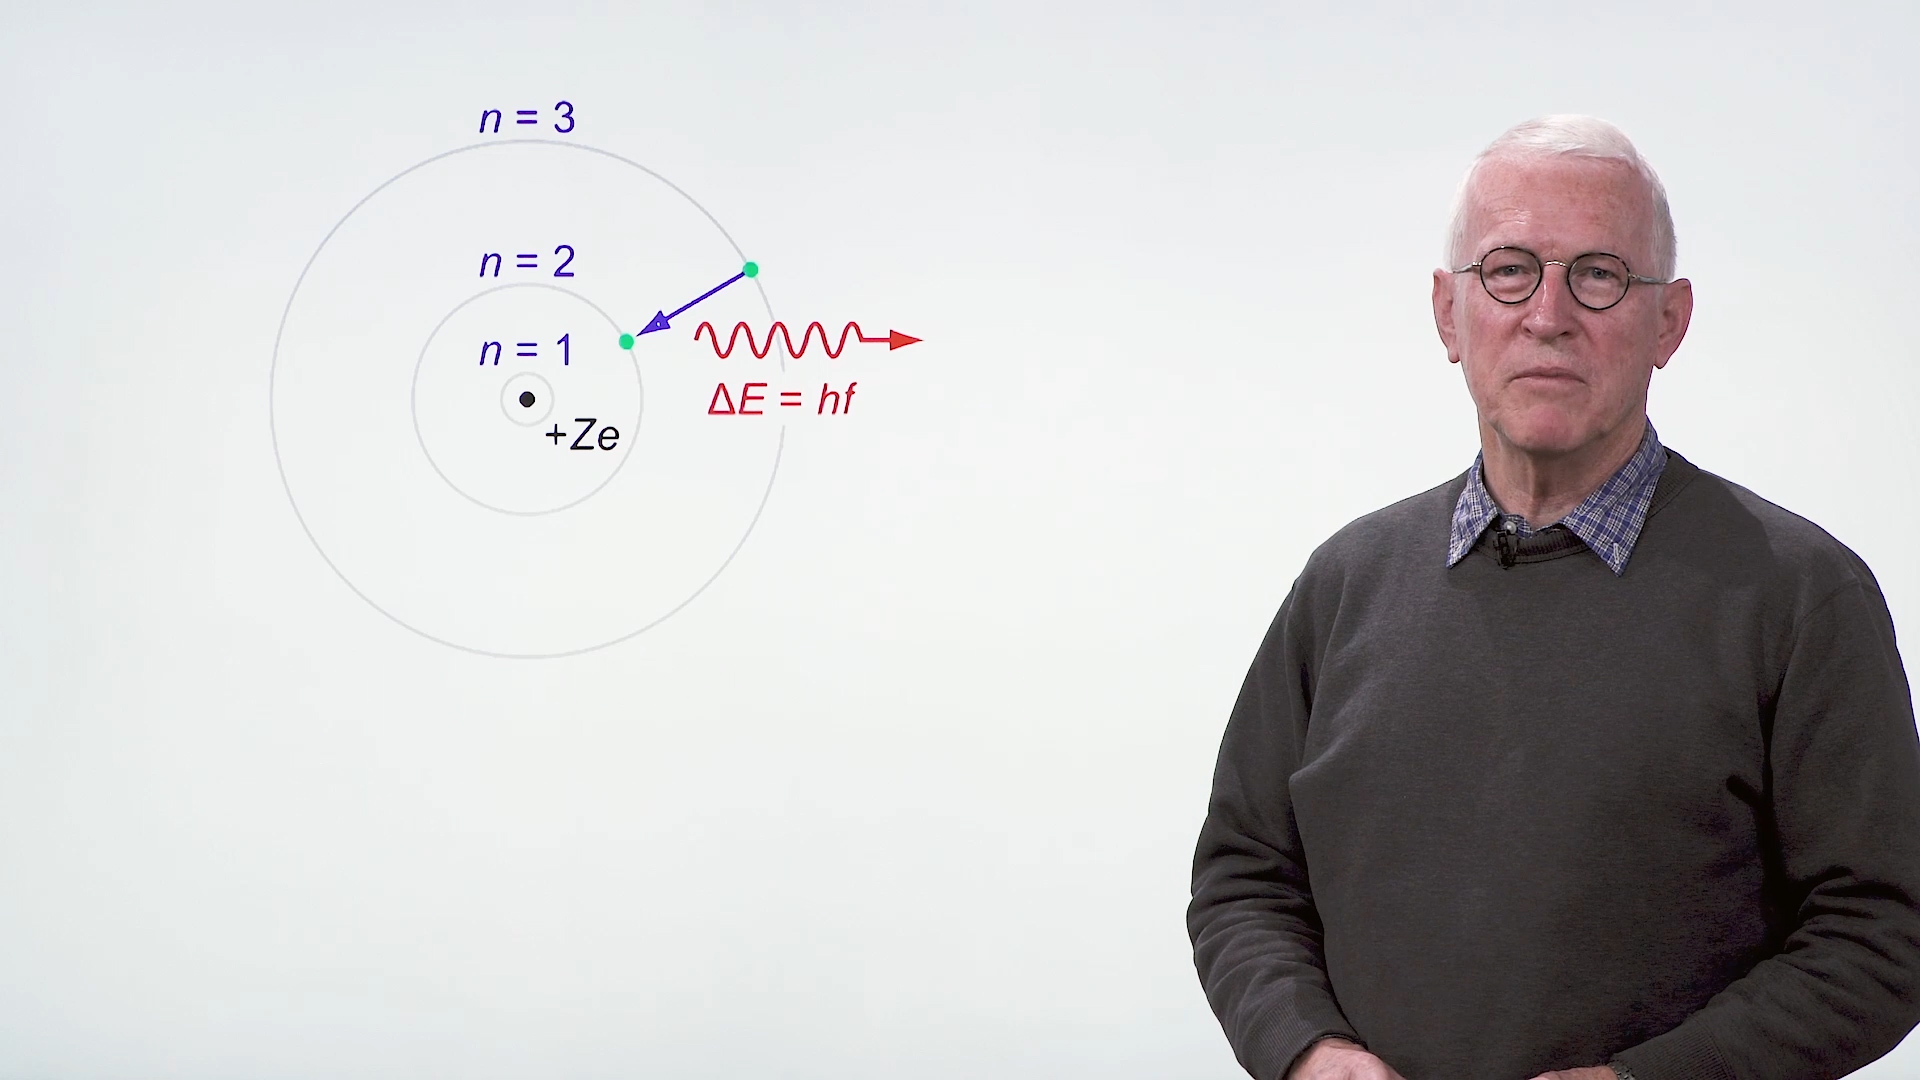 n = 3
n = 2
n = 1
+Ze
ΔE = hf